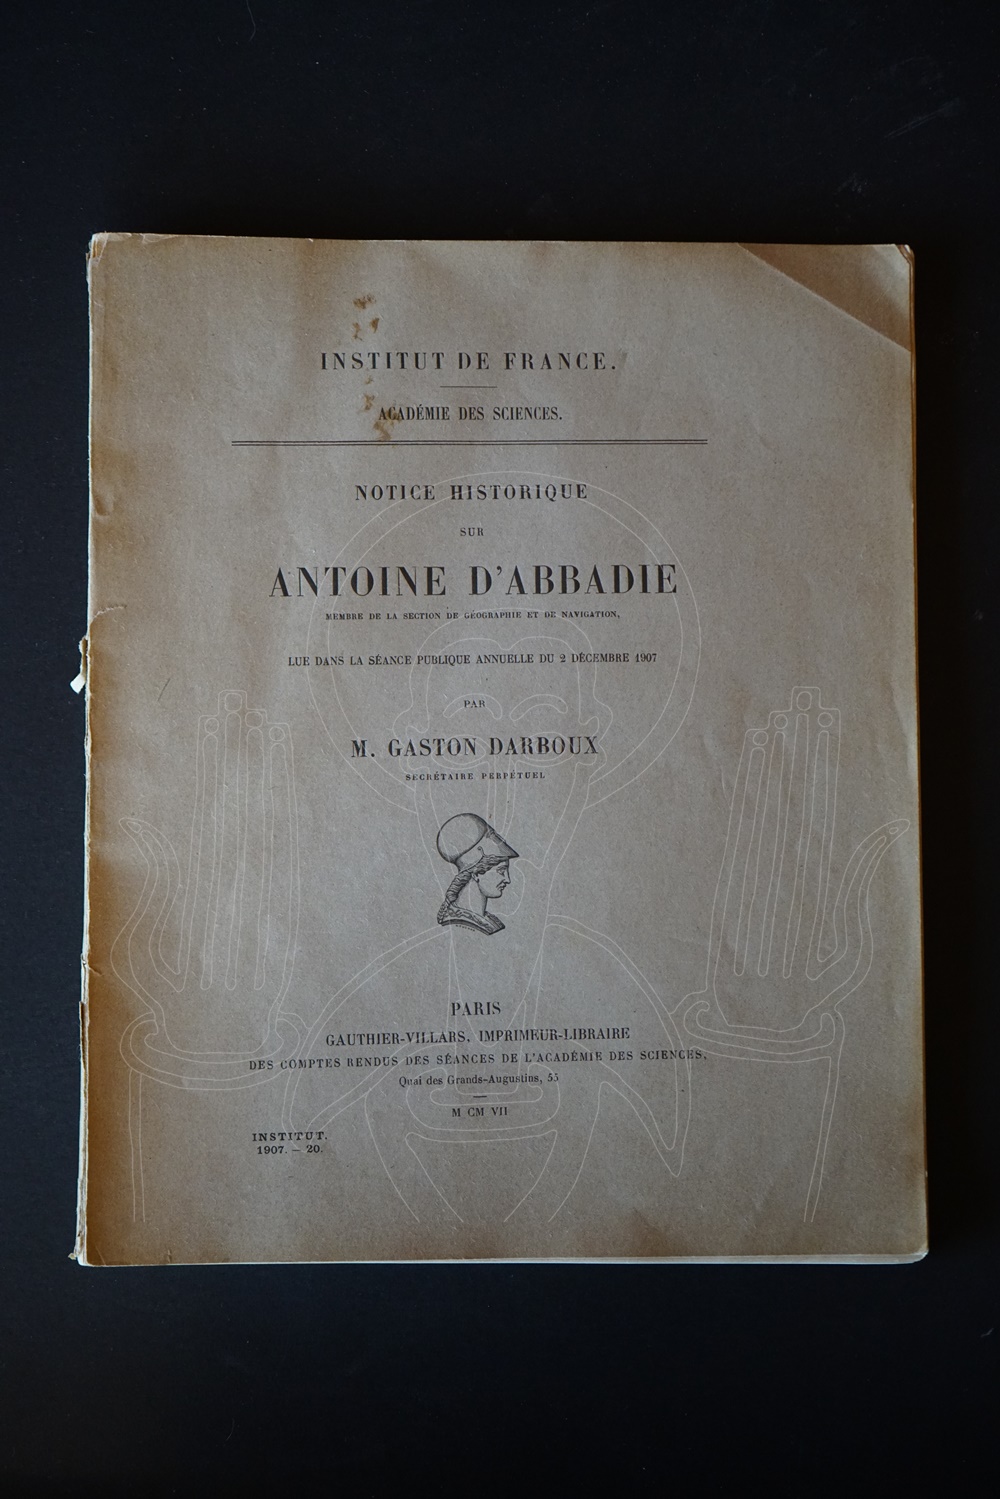 INSTITUT DE FRANCE.
ACADÉMIE DES SCIENCES.
NOTICE HISTORIQUE
SUR
ANTOINE D'ABBADIE
MEMBRE DE LA SECTION DE GÉOGRAPHIE ET DE NAVIGATION,
LUE DANS LA SÉANCE PUBLIQUE ANNUELLE DU 2 DÉCEMBRE 1907
PAR
M. GASTON DARBOUX
SECRÉTAIRE PERPÉTUEL
PARIS
GAUTHIER-VILLARS, IMPRIMEUR-LIBRAIRE
DES COMPTES RENDUS DES SÉANCES DE L'ACADÉMIE DES SCIENCES,
Quai des Grands-Augustins, 55
M CM VII
INSTITUT.
1907. — 20.